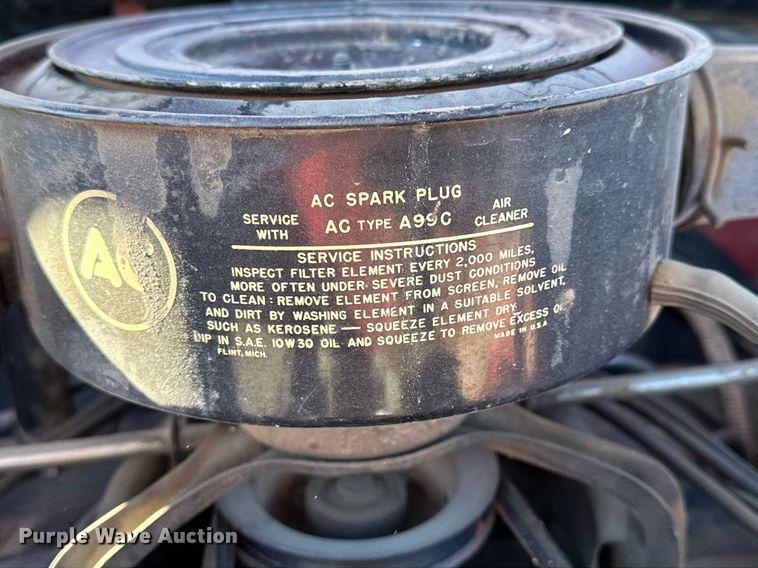 AC SPARK PLUG
SERVICE WITH AC TYPE A99C AIR CLEANER
SERVICE INSTRUCTIONS
INSPECT FILTER ELEMENT EVERY 2,000 MILES,
MORE OFTEN UNDER SEVERE DUST CONDITIONS
TO CLEAN: REMOVE ELEMENT FROM SCREEN, REMOVE OIL
AND DIRT BY WASHING ELEMENT IN A SUITABLE SOLVENT,
SUCH AS KEROSENE — SQUEEZE ELEMENT DRY
DIP IN S.A.E. 10W30 OIL AND SQUEEZE TO REMOVE EXCESS O
FLINT, MICH. MADE IN U.S.A
AC
Purple Wave Auction